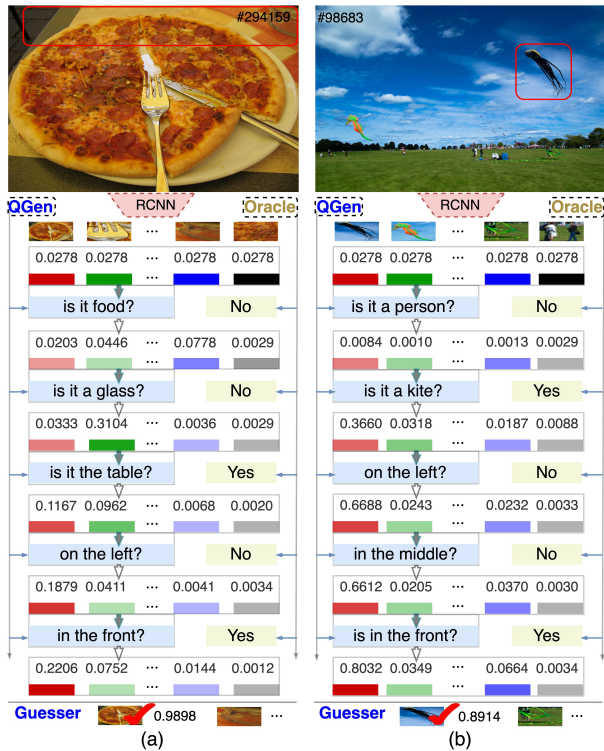 #294159
QGen RCNN Oracle
...
0.0278 0.0278 ... 0.0278 0.0278
...
is it food? No
0.0203 0.0446 ... 0.0778 0.0029
...
is it a glass? No
0.0333 0.3104 ... 0.0036 0.0029
...
is it the table? Yes
0.1167 0.0962 ... 0.0068 0.0020
...
on the left? No
0.1879 0.0411 ... 0.0041 0.0034
...
in the front? Yes
0.2206 0.0752 ... 0.0144 0.0012
...
Guesser 0.9898 ...
(a)
#98683
QGen RCNN Oracle
...
0.0278 0.0278 ... 0.0278 0.0278
...
is it a person? No
0.0084 0.0010 ... 0.0013 0.0029
...
is it a kite? Yes
0.3660 0.0318 ... 0.0187 0.0088
...
on the left? No
0.6688 0.0243 ... 0.0232 0.0033
...
in the middle? No
0.6612 0.0205 ... 0.0370 0.0030
...
is in the front? Yes
0.8032 0.0349 ... 0.0664 0.0034
...
Guesser 0.8914 ...
(b)